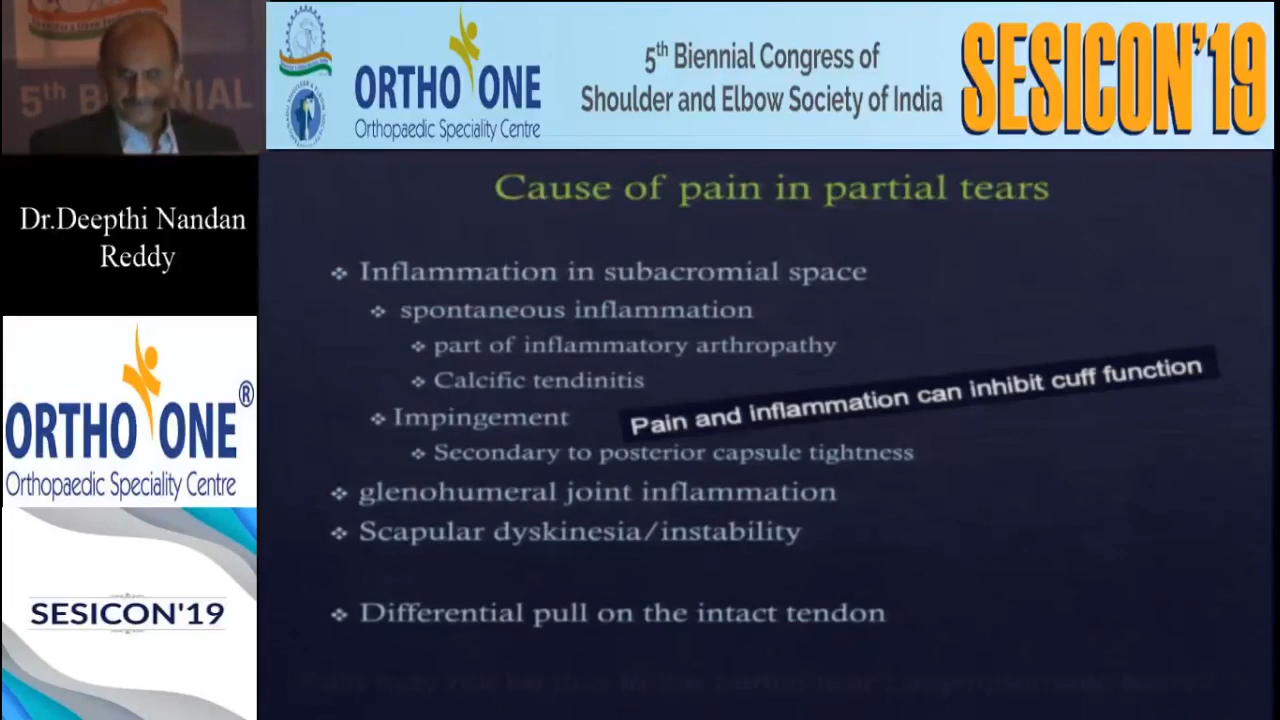 5th BIENNIAL
Dr.Deepthi Nandan
Reddy
ORTHO ONE ®
Orthopaedic Speciality Centre
SESICON'19
ORTHO ONE
Orthopaedic Speciality Centre
5th Biennial Congress of
Shoulder and Elbow Society of India
SESICON'19
Cause of pain in partial tears
❖ Inflammation in subacromial space
❖ spontaneous inflammation
❖ part of inflammatory arthropathy
❖ Calcific tendinitis
❖ Impingement
Pain and inflammation can inhibit cuff function
❖ Secondary to posterior capsule tightness
❖ glenohumeral joint inflammation
❖ Scapular dyskinesia/instability
❖ Differential pull on the intact tendon